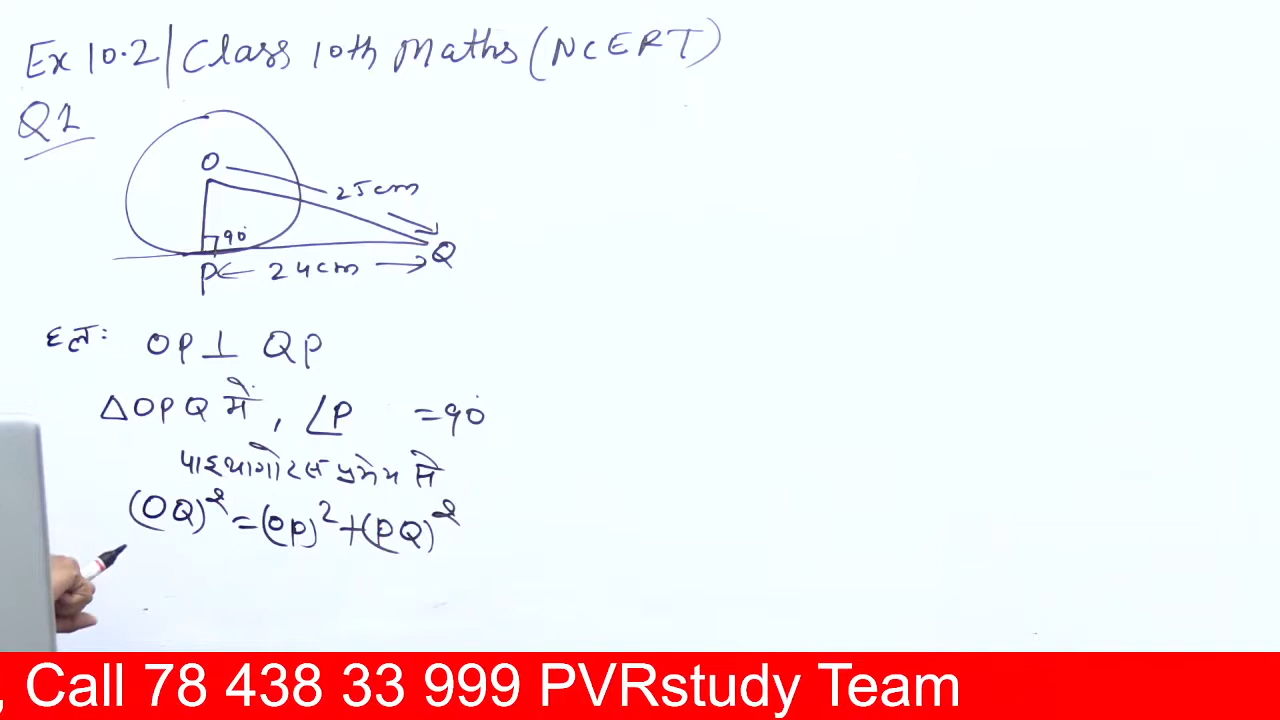 Ex 10.2 | Class 10th Maths (NCERT)
Q1
O
25cm
90°
Q
P ← 24cm →
हल: OP ⊥ QP
△OPQ में, ∠P = 90°
पाइथागोरस प्रमेय से
(OQ)² = (OP)² + (PQ)²
, Call 78 438 33 999 PVRstudy Team